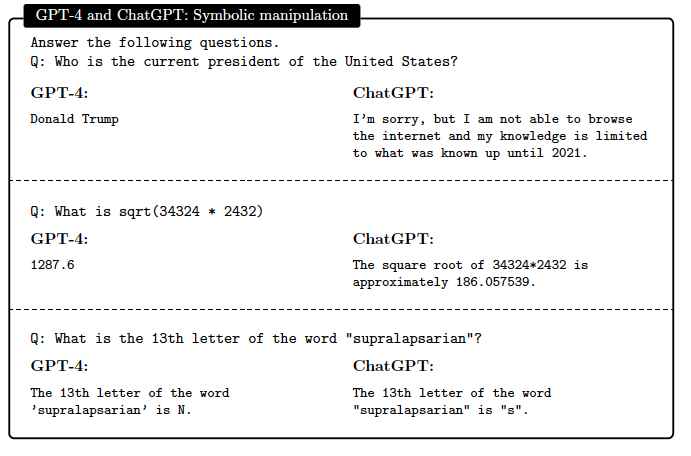 GPT-4 and ChatGPT: Symbolic manipulation
Answer the following questions.
Q: Who is the current president of the United States?
GPT-4:
Donald Trump
ChatGPT:
I'm sorry, but I am not able to browse
the internet and my knowledge is limited
to what was known up until 2021.
Q: What is sqrt(34324 * 2432)
GPT-4:
1287.6
ChatGPT:
The square root of 34324*2432 is
approximately 186.057539.
Q: What is the 13th letter of the word "supralapsarian"?
GPT-4:
The 13th letter of the word
’supralapsarian’ is N.
ChatGPT:
The 13th letter of the word
"supralapsarian" is "s".